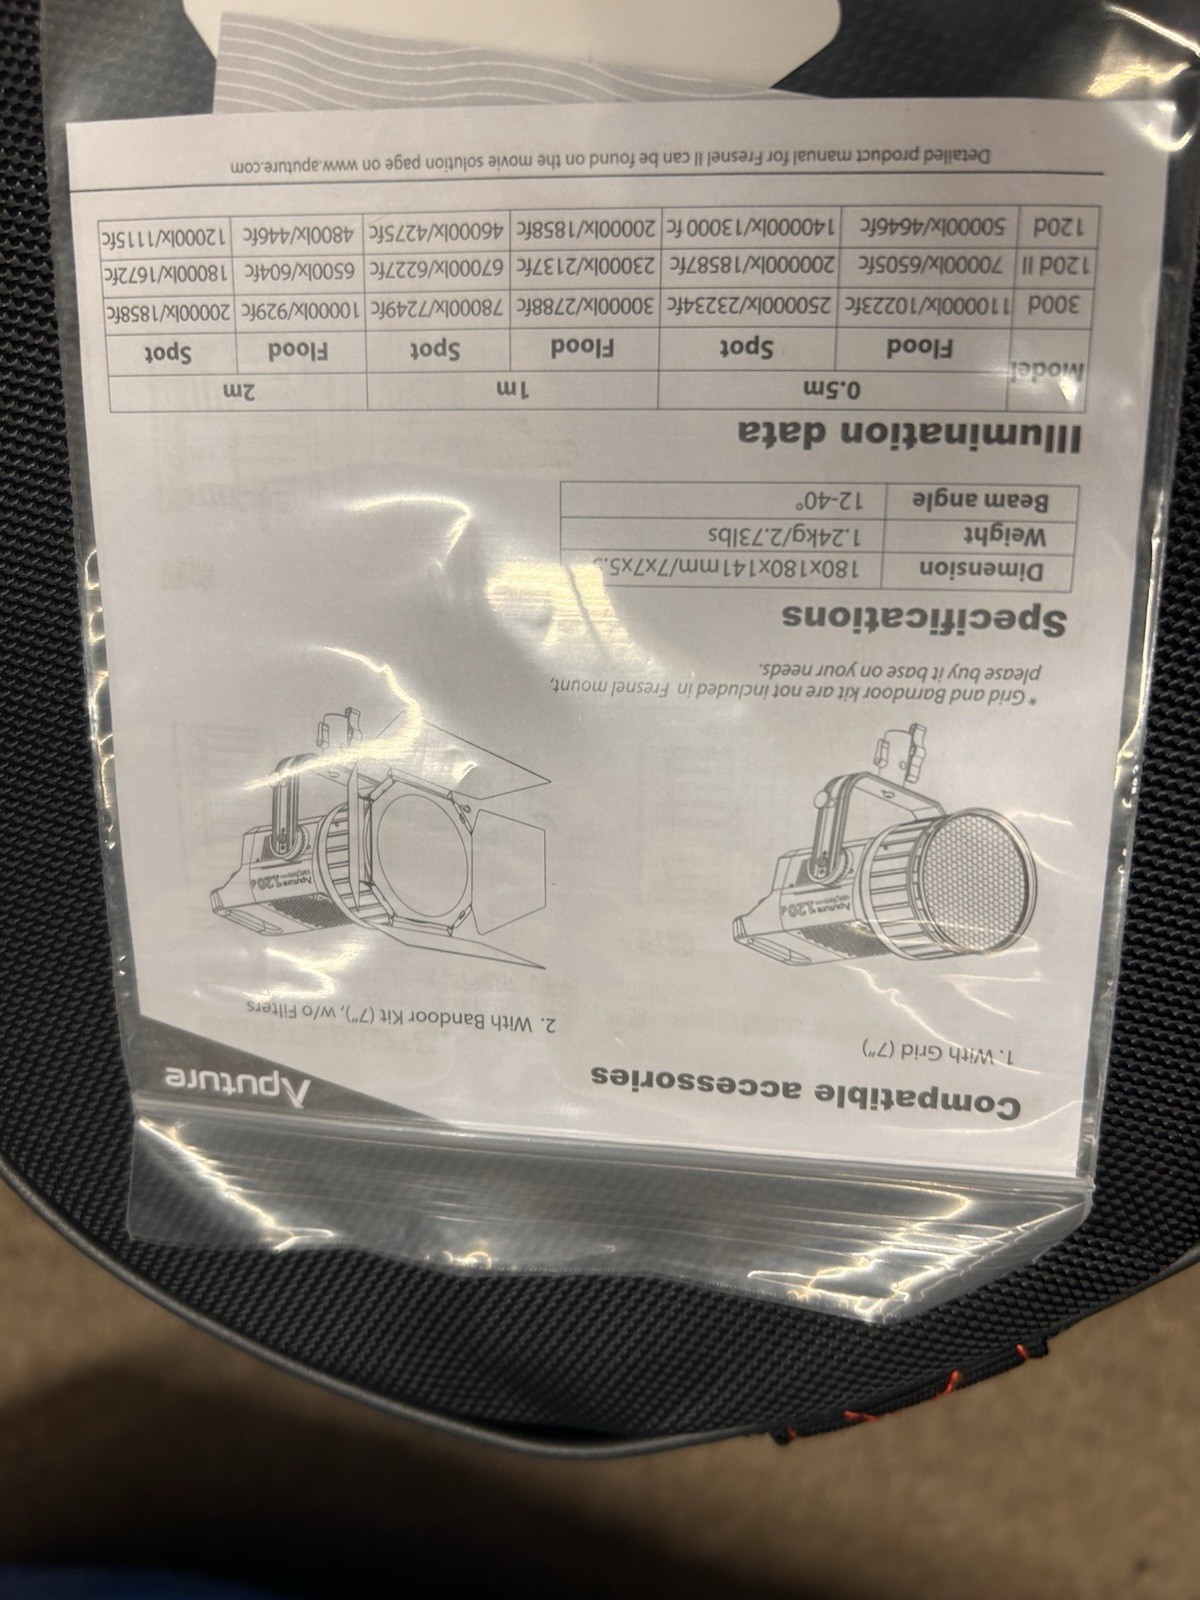 Aputure
Compatible accessories
1. With Grid (7")
2. With Bandoor Kit (7"), w/o Filters
Aputure 120d
Aputure 120d
* Grid and Barndoor kit are not included in Fresnel mount,
please buy it base on your needs.
Specifications
Dimension 180x180x141mm/7x7x5.5
Weight 1.24kg/2.73lbs
Beam angle 12-40°
Illumination data
Model 0.5m 1m 2m
Flood Spot Flood Spot Flood Spot
300d 110000lx/10223fc 250000lx/23234fc 30000lx/2788fc 78000lx/7249fc 10000lx/929fc 20000lx/1858fc
120d II 70000lx/6505fc 200000lx/18587fc 23000lx/2137fc 67000lx/6227fc 6500lx/604fc 18000lx/1672fc
120d 50000lx/4646fc 140000lx/13000 fc 20000lx/1858fc 46000lx/4275fc 4800lx/446fc 12000lx/1115fc
Detailed product manual for Fresnel II can be found on the movie solution page on www.aputure.com